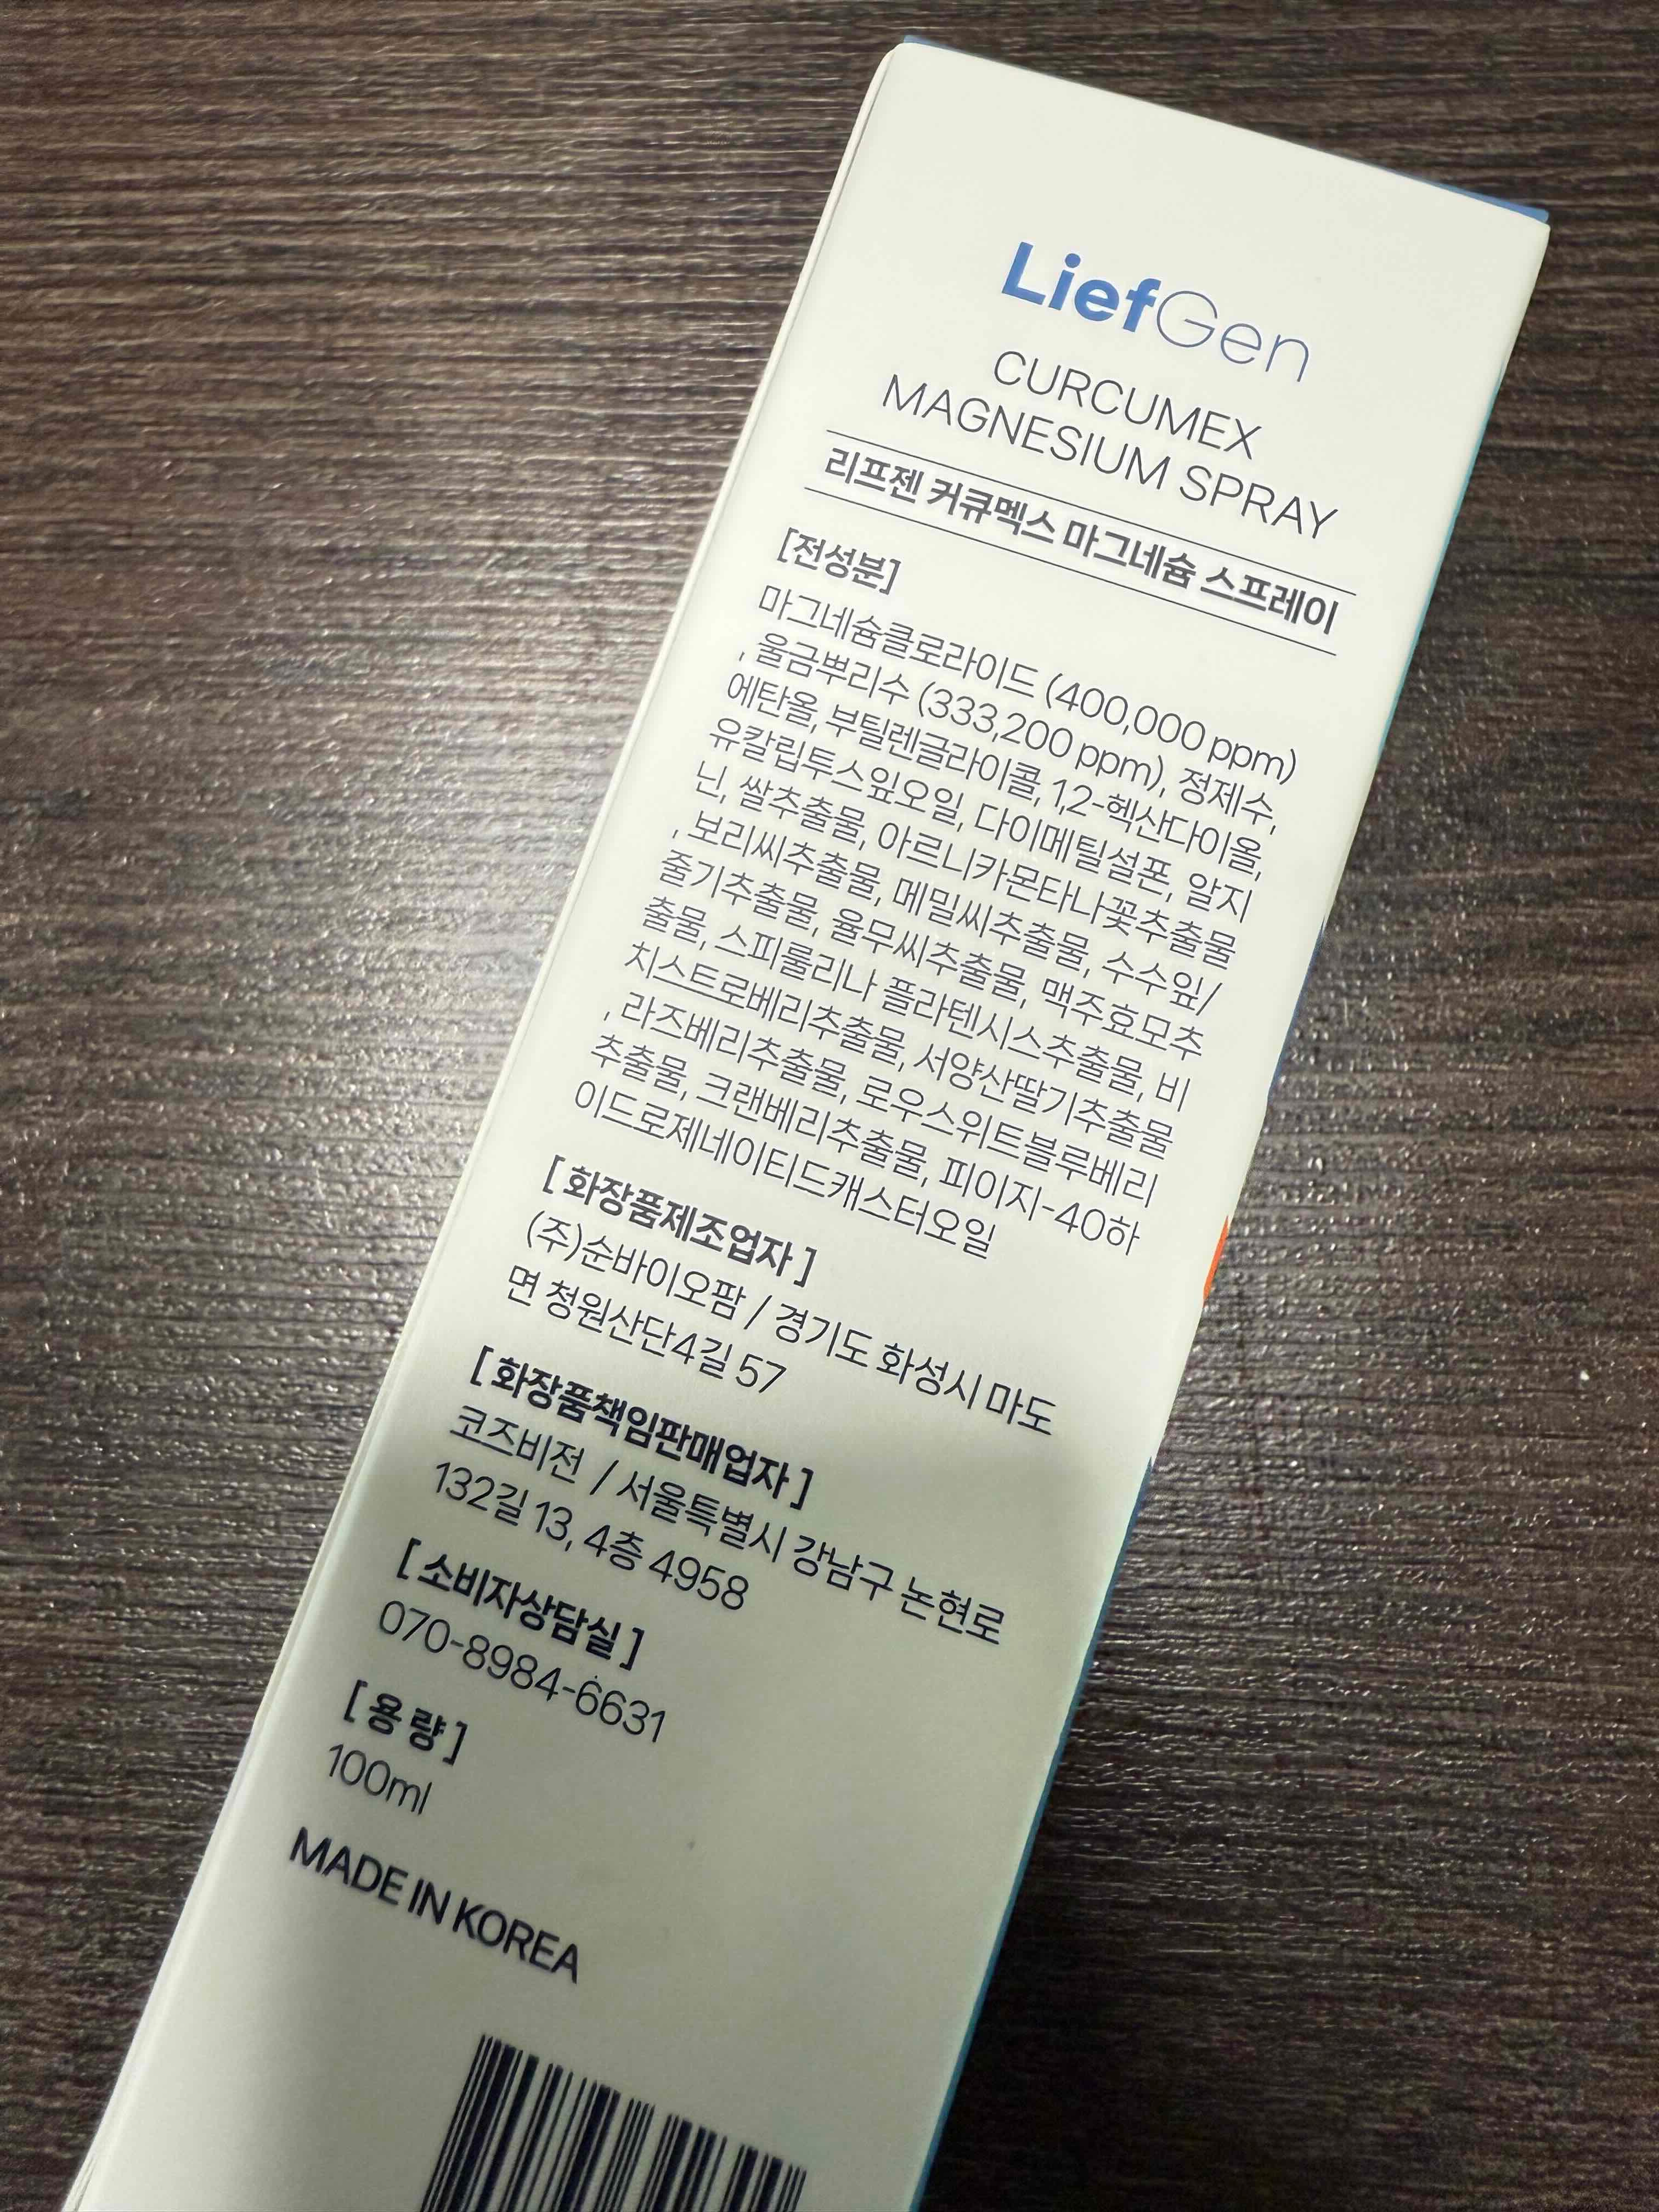 LiefGen
CURCUMEX
MAGNESIUM SPRAY
리프젠 커큐멕스 마그네슘 스프레이
[전성분]
마그네슘클로라이드 (400,000 ppm)
, 울금뿌리수 (333,200 ppm), 정제수,
에탄올, 부틸렌글라이콜, 1,2-헥산다이올,
유칼립투스잎오일, 다이메틸설폰, 알지
닌, 쌀추출물, 아르니카몬타나꽃추출물
, 보리씨추출물, 메밀씨추출물, 수수잎/
줄기추출물, 율무씨추출물, 맥주효모추
출물, 스피룰리나 플라텐시스추출물, 비
치스트로베리추출물, 서양산딸기추출물
, 라즈베리추출물, 로우스위트블루베리
추출물, 크랜베리추출물, 피이지-40하
이드로제네이티드캐스터오일
[ 화장품제조업자 ]
(주)순바이오팜 / 경기도 화성시 마도
면 청원산단4길 57
[ 화장품책임판매업자 ]
코즈비전 / 서울특별시 강남구 논현로
132길 13, 4층 4958
[ 소비자상담실 ]
070-8984-6631
[ 용 량 ]
100ml
MADE IN KOREA